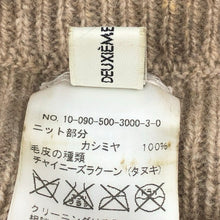 DEUXIÈME
NO. 10-090-500-3000-3-0
ニット部分
カシミヤ 100%
毛皮の種類
チャイニーズラクーン(タヌキ)